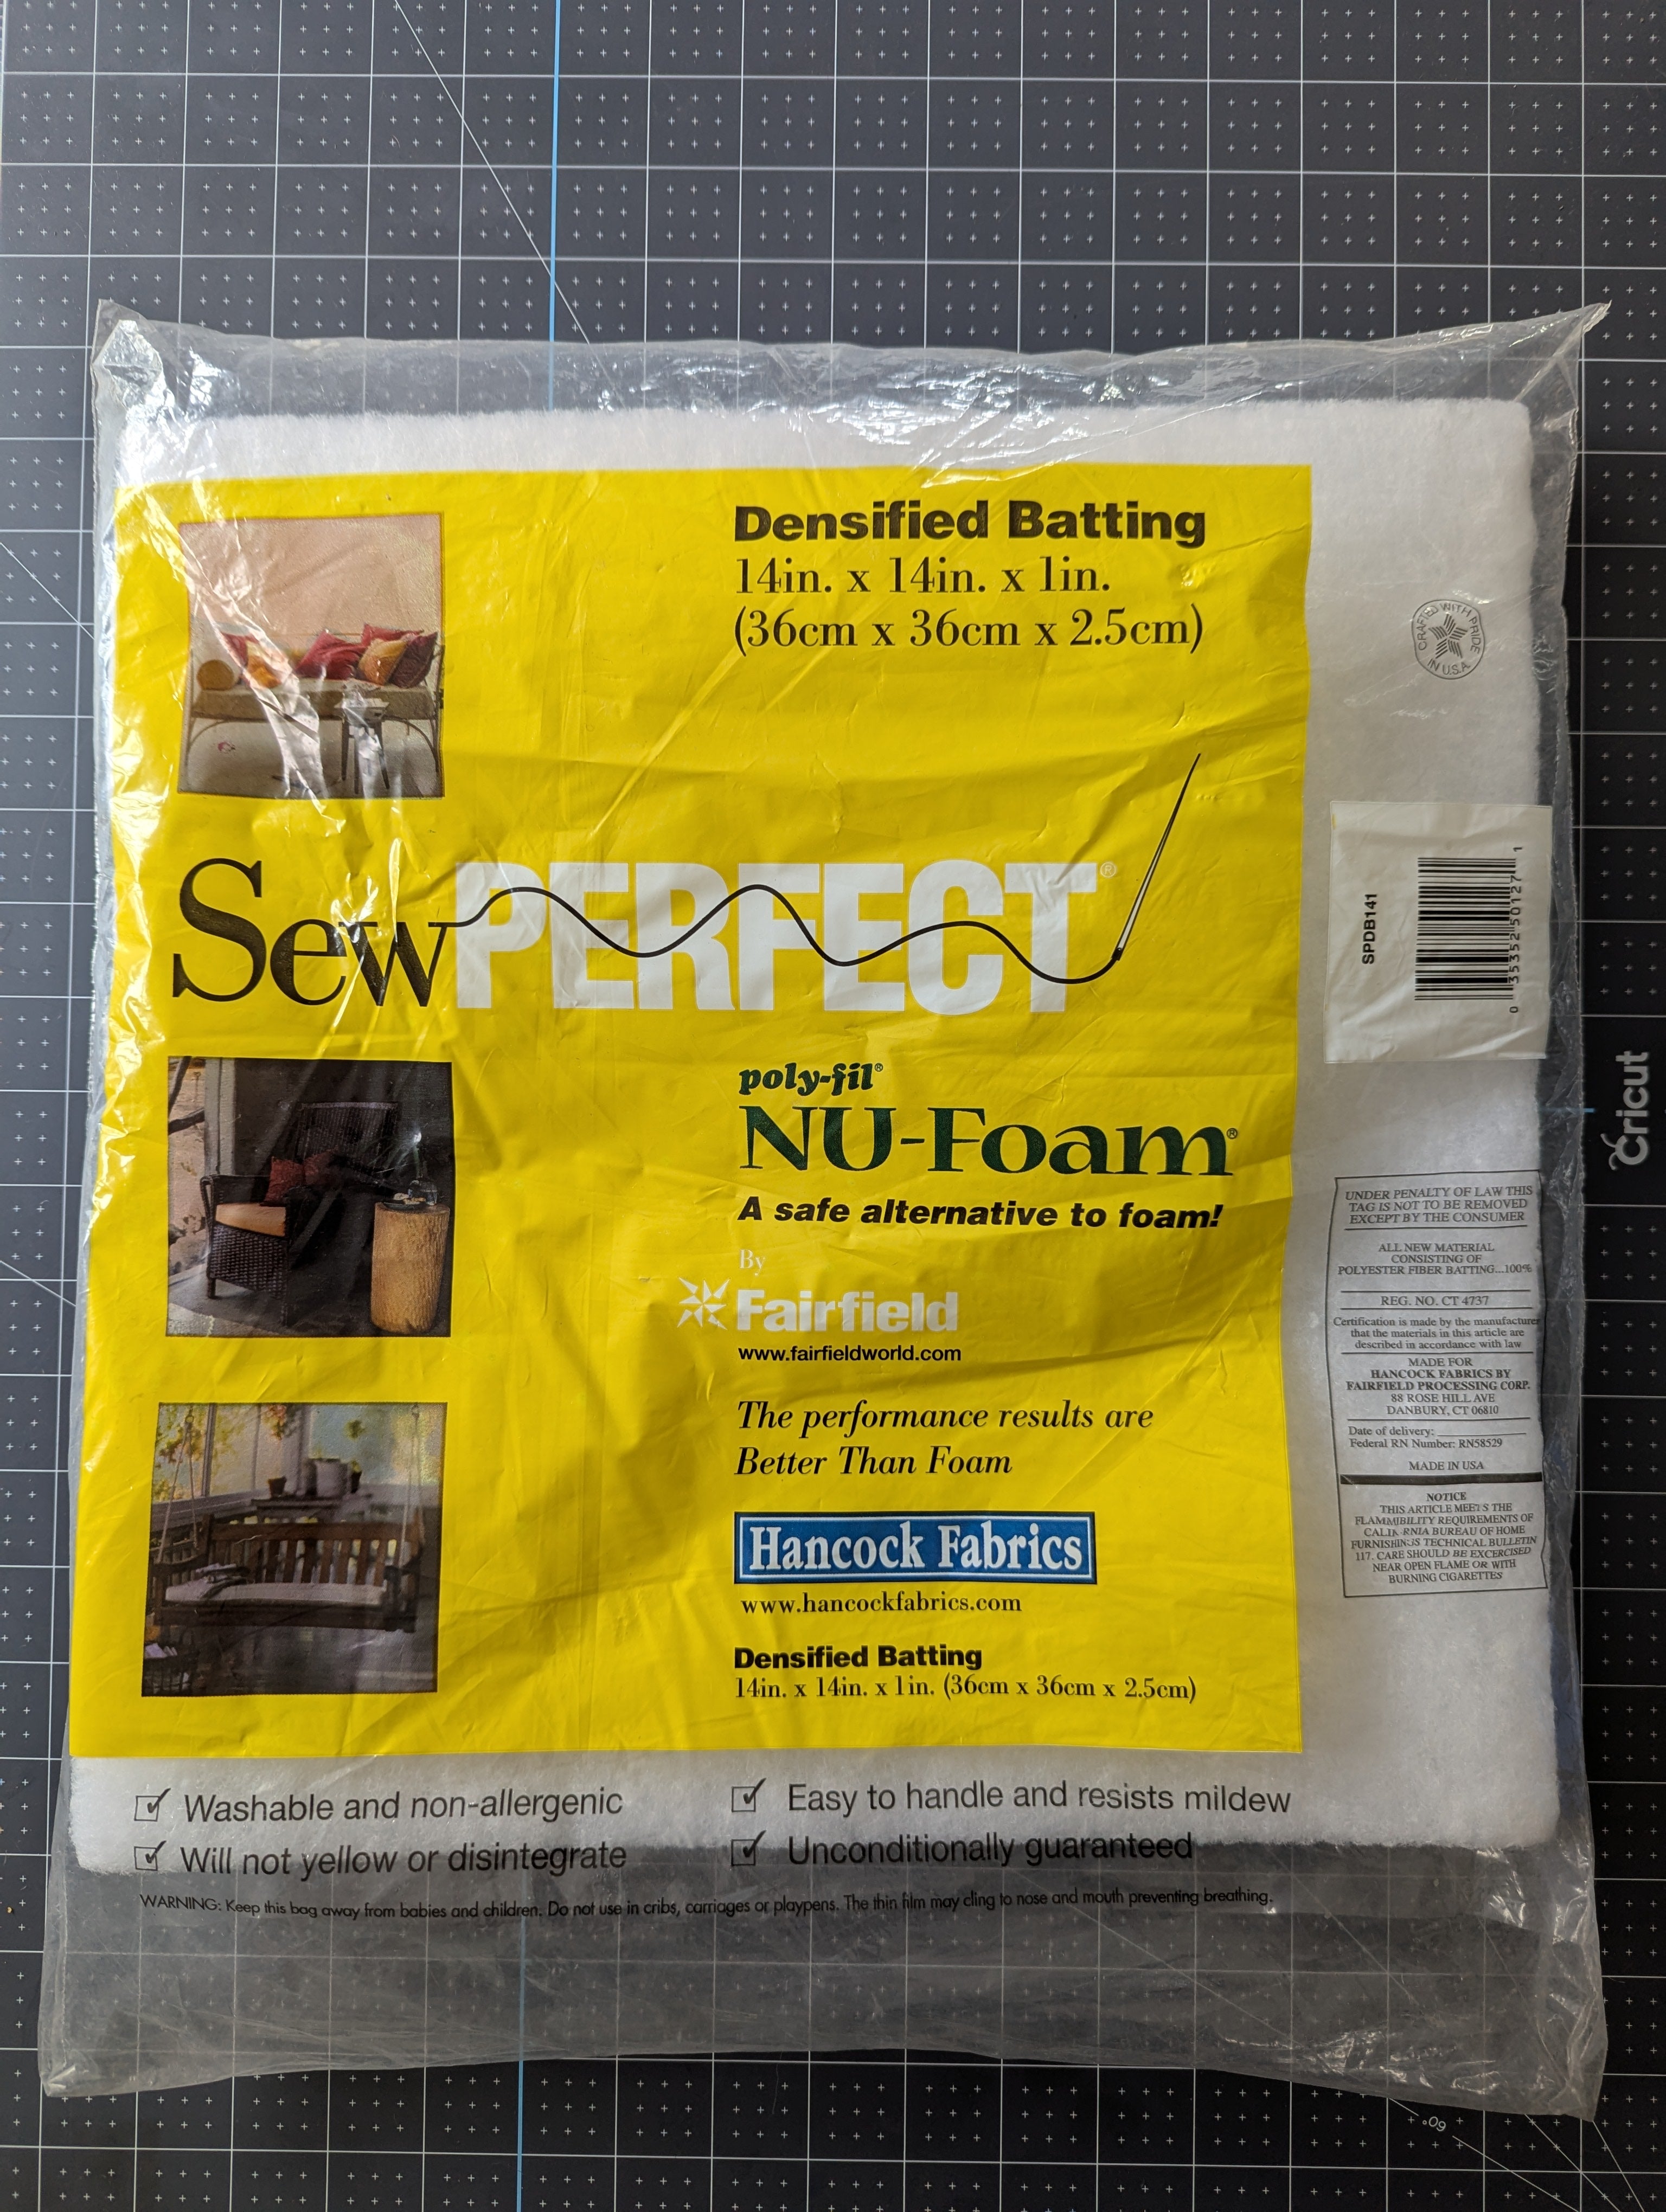 Densified Batting
14in. x 14in. x 1in.
(36cm x 36cm x 2.5cm)
CRAFTED WITH PRIDE
IN U.S.A.
Sew PERFECT®
SPDB141
0 35352 50127 1
Cricut
poly-fil®
NU-Foam®
A safe alternative to foam!
By
Fairfield
www.fairfieldworld.com
The performance results are
Better Than Foam
Hancock Fabrics
www.hancockfabrics.com
Densified Batting
14in. x 14in. x 1in. (36cm x 36cm x 2.5cm)
UNDER PENALTY OF LAW THIS
TAG IS NOT TO BE REMOVED
EXCEPT BY THE CONSUMER
ALL NEW MATERIAL
CONSISTING OF
POLYESTER FIBER BATTING...100%
REG. NO. CT 4737
Certification is made by the manufacturer
that the materials in this article are
described in accordance with law
MADE FOR
HANCOCK FABRICS BY
FAIRFIELD PROCESSING CORP.
88 ROSE HILL AVE
DANBURY, CT 06810
Date of delivery:
Federal RN Number: RN58529
MADE IN USA
NOTICE
THIS ARTICLE MEETS THE
FLAMMIBILITY REQUIREMENTS OF
CALIFORNIA BUREAU OF HOME
FURNISHINGS TECHNICAL BULLETIN
117. CARE SHOULD BE EXCERCISED
NEAR OPEN FLAME OR WITH
BURNING CIGARETTES
Washable and non-allergenic
Easy to handle and resists mildew
Will not yellow or disintegrate
Unconditionally guaranteed
WARNING: Keep this bag away from babies and children. Do not use in cribs, carriages or playpens. The thin film may cling to nose and mouth preventing breathing.
60°